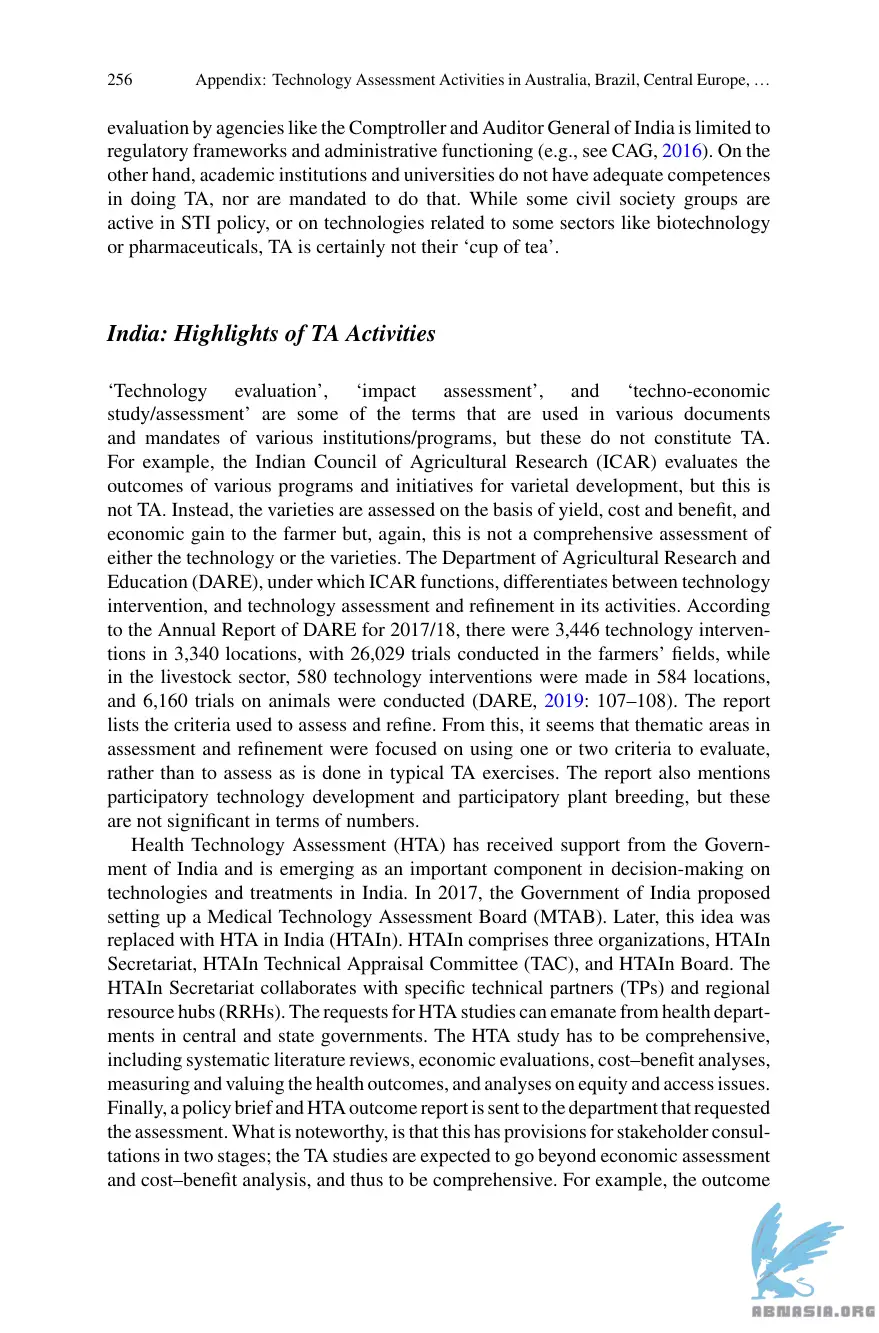 256 Appendix: Technology Assessment Activities in Australia, Brazil, Central Europe, …
evaluation by agencies like the Comptroller and Auditor General of India is limited to
regulatory frameworks and administrative functioning (e.g., see CAG, 2016). On the
other hand, academic institutions and universities do not have adequate competences
in doing TA, nor are mandated to do that. While some civil society groups are
active in STI policy, or on technologies related to some sectors like biotechnology
or pharmaceuticals, TA is certainly not their ‘cup of tea’.
India: Highlights of TA Activities
‘Technology evaluation’, ‘impact assessment’, and ‘techno-economic
study/assessment’ are some of the terms that are used in various documents
and mandates of various institutions/programs, but these do not constitute TA.
For example, the Indian Council of Agricultural Research (ICAR) evaluates the
outcomes of various programs and initiatives for varietal development, but this is
not TA. Instead, the varieties are assessed on the basis of yield, cost and benefit, and
economic gain to the farmer but, again, this is not a comprehensive assessment of
either the technology or the varieties. The Department of Agricultural Research and
Education (DARE), under which ICAR functions, differentiates between technology
intervention, and technology assessment and refinement in its activities. According
to the Annual Report of DARE for 2017/18, there were 3,446 technology interven-
tions in 3,340 locations, with 26,029 trials conducted in the farmers’ fields, while
in the livestock sector, 580 technology interventions were made in 584 locations,
and 6,160 trials on animals were conducted (DARE, 2019: 107–108). The report
lists the criteria used to assess and refine. From this, it seems that thematic areas in
assessment and refinement were focused on using one or two criteria to evaluate,
rather than to assess as is done in typical TA exercises. The report also mentions
participatory technology development and participatory plant breeding, but these
are not significant in terms of numbers.
Health Technology Assessment (HTA) has received support from the Govern-
ment of India and is emerging as an important component in decision-making on
technologies and treatments in India. In 2017, the Government of India proposed
setting up a Medical Technology Assessment Board (MTAB). Later, this idea was
replaced with HTA in India (HTAIn). HTAIn comprises three organizations, HTAIn
Secretariat, HTAIn Technical Appraisal Committee (TAC), and HTAIn Board. The
HTAIn Secretariat collaborates with specific technical partners (TPs) and regional
resource hubs (RRHs). The requests for HTA studies can emanate from health depart-
ments in central and state governments. The HTA study has to be comprehensive,
including systematic literature reviews, economic evaluations, cost–benefit analyses,
measuring and valuing the health outcomes, and analyses on equity and access issues.
Finally, a policy brief and HTA outcome report is sent to the department that requested
the assessment. What is noteworthy, is that this has provisions for stakeholder consul-
tations in two stages; the TA studies are expected to go beyond economic assessment
and cost–benefit analysis, and thus to be comprehensive. For example, the outcome
ABNASIA.ORG